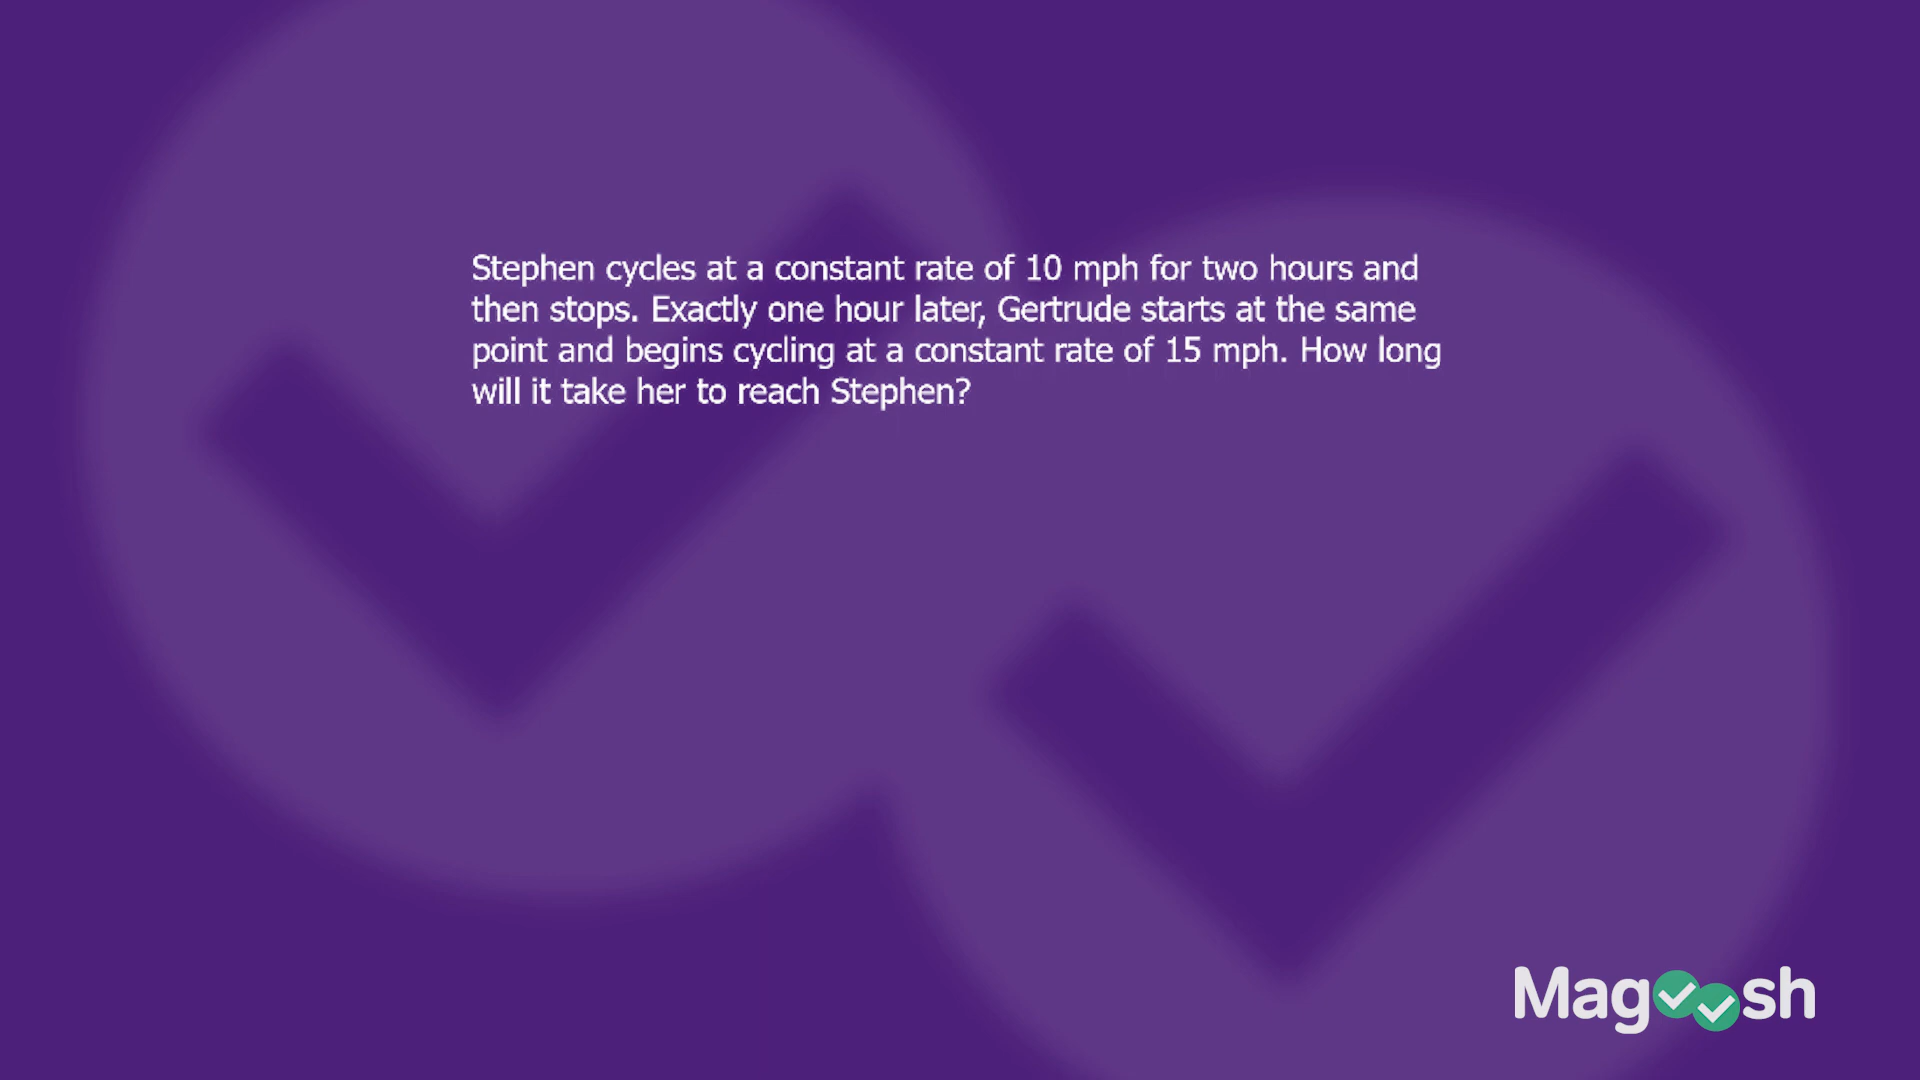 Stephen cycles at a constant rate of 10 mph for two hours and
then stops. Exactly one hour later, Gertrude starts at the same
point and begins cycling at a constant rate of 15 mph. How long
will it take her to reach Stephen?
Magoosh